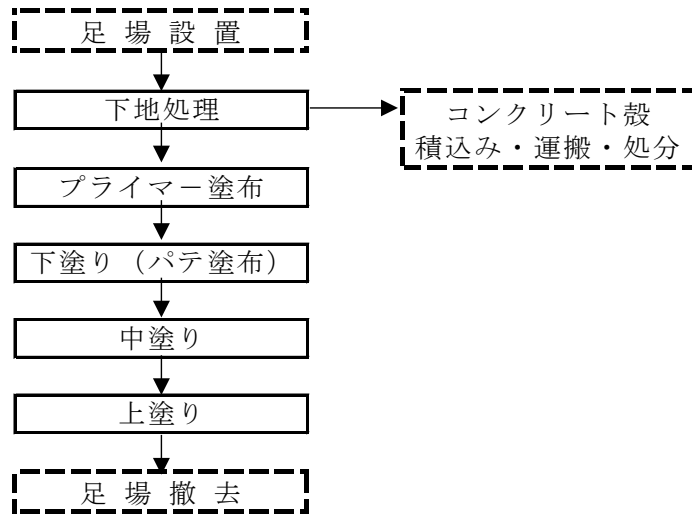 足 場 設 置
下地処理
コンクリート殻
積込み・運搬・処分
プライマ－塗布
下塗り（パテ塗布）
中塗り
上塗り
足 場 撤 去